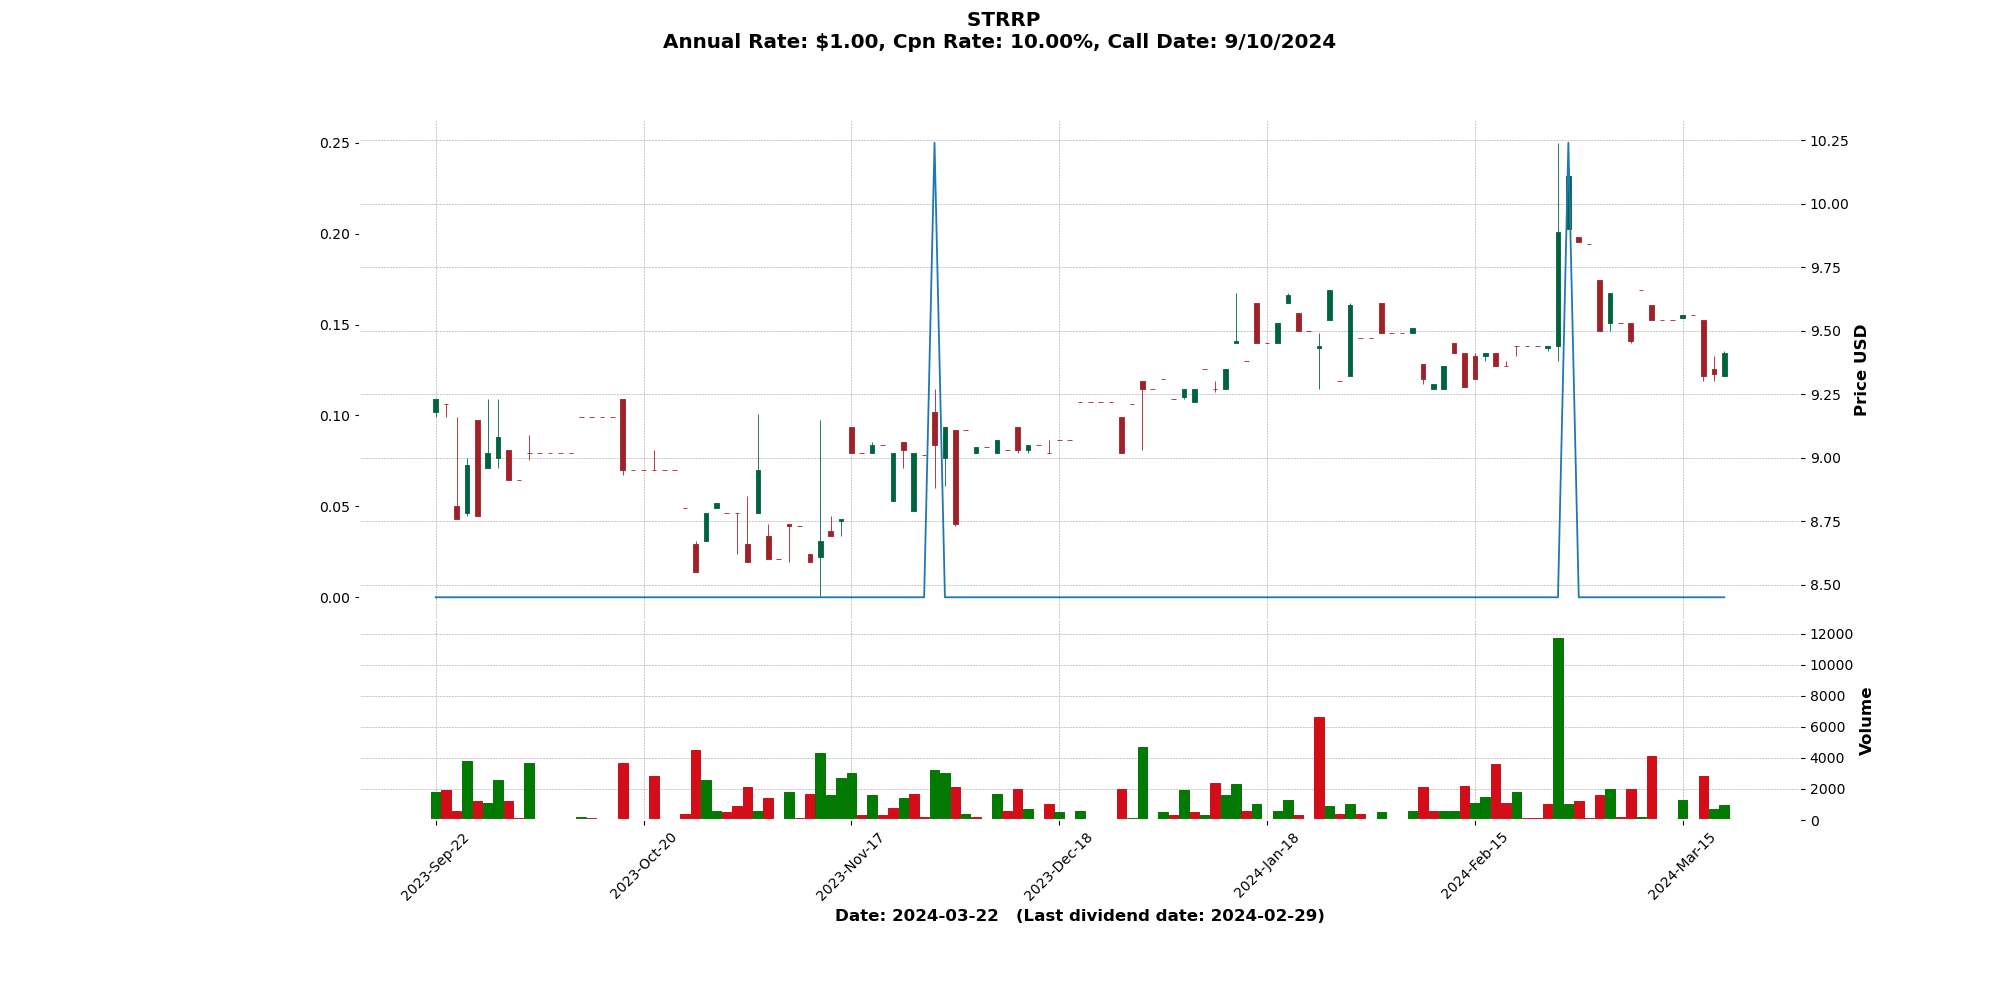 STRRP
Annual Rate: $1.00, Cpn Rate: 10.00%, Call Date: 9/10/2024
0.25
0.20
0.15
0.10
0.05
0.00
10.25
10.00
9.75
9.50
9.25
9.00
8.75
8.50
Price USD
12000
10000
8000
6000
4000
2000
0
Volume
2023-Sep-22
2023-Oct-20
2023-Nov-17
2023-Dec-18
2024-Jan-18
2024-Feb-15
2024-Mar-15
Date: 2024-03-22   (Last dividend date: 2024-02-29)